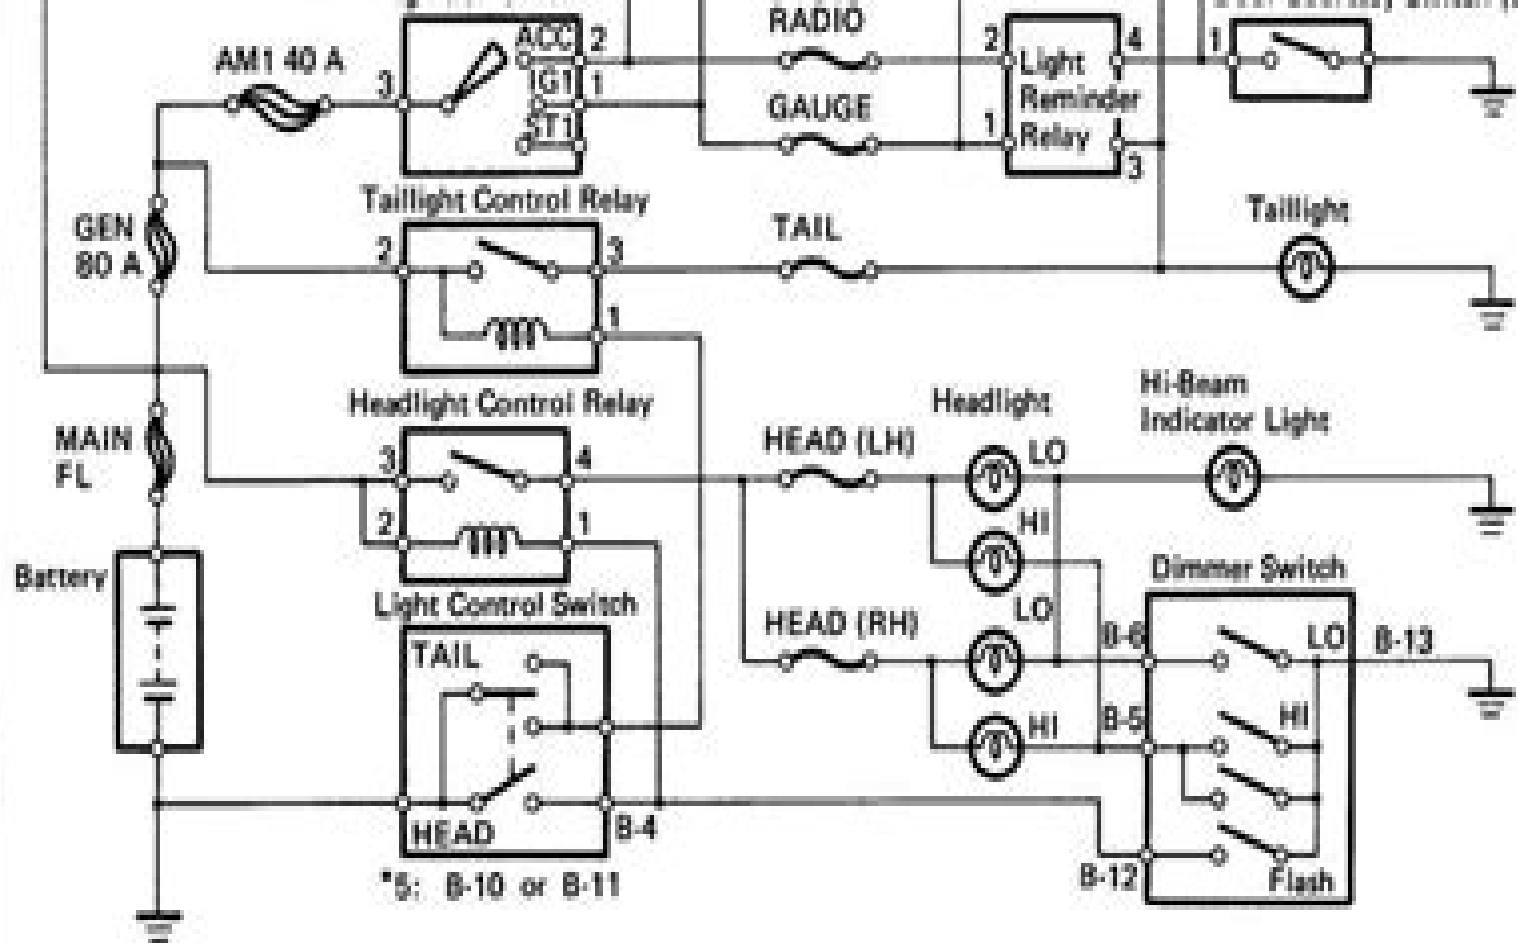 RADIO
AM1 40 A
ACC
2
3
IG1
1
ST1
GAUGE
2
Light
Reminder
Relay
1
4
3
1
Taillight Control Relay
GEN
80 A
2
3
1
TAIL
Taillight
Headlight Control Relay
MAIN
FL
3
4
2
1
HEAD (LH)
Headlight
LO
HI
Hi-Beam
Indicator Light
Battery
Light Control Switch
TAIL
HEAD
B-4
HEAD (RH)
LO
HI
Dimmer Switch
B-6
LO
B-13
B-5
HI
B-12
Flash
*5: B-10 or B-11